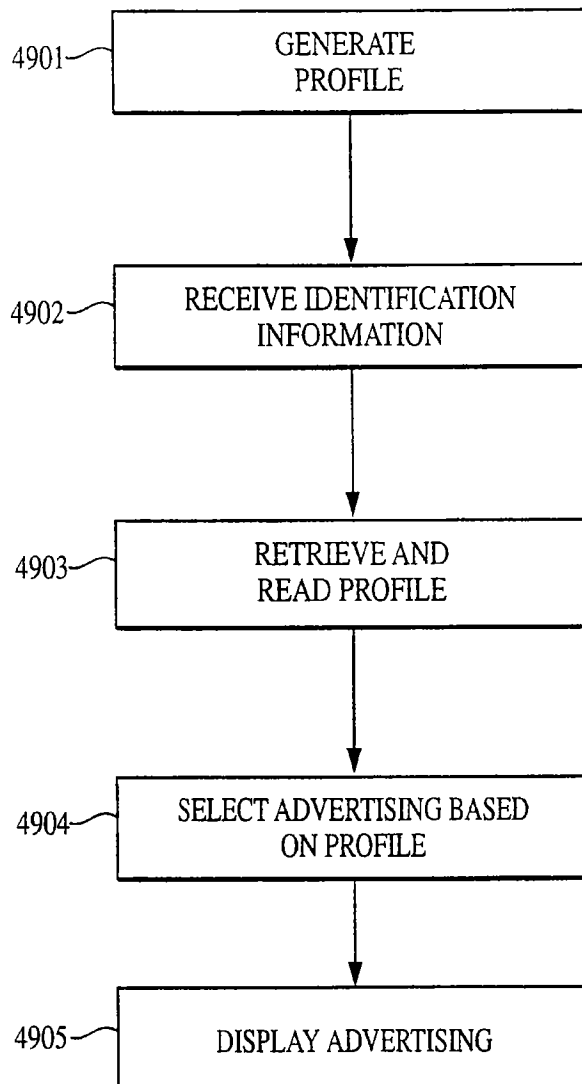 4901
GENERATE
PROFILE
4902
RECEIVE IDENTIFICATION
INFORMATION
4903
RETRIEVE AND
READ PROFILE
4904
SELECT ADVERTISING BASED
ON PROFILE
4905
DISPLAY ADVERTISING